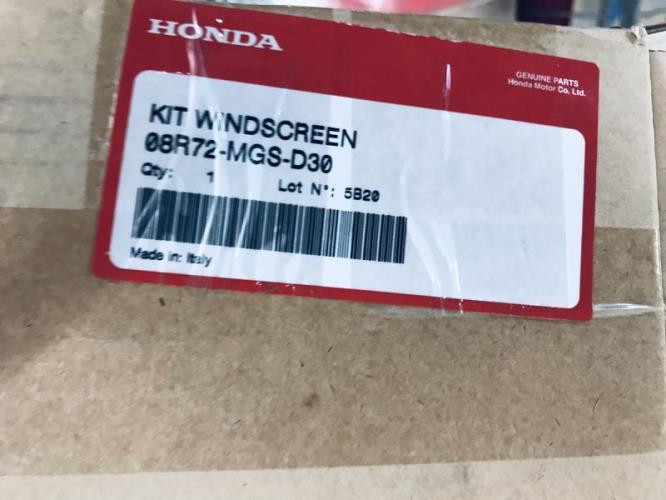 HONDA
GENUINE PARTS
Honda Motor Co. Ltd.
KIT WINDSCREEN
08R72-MGS-D30
Qty: 1 Lot N°: 5B20
Made in: Italy